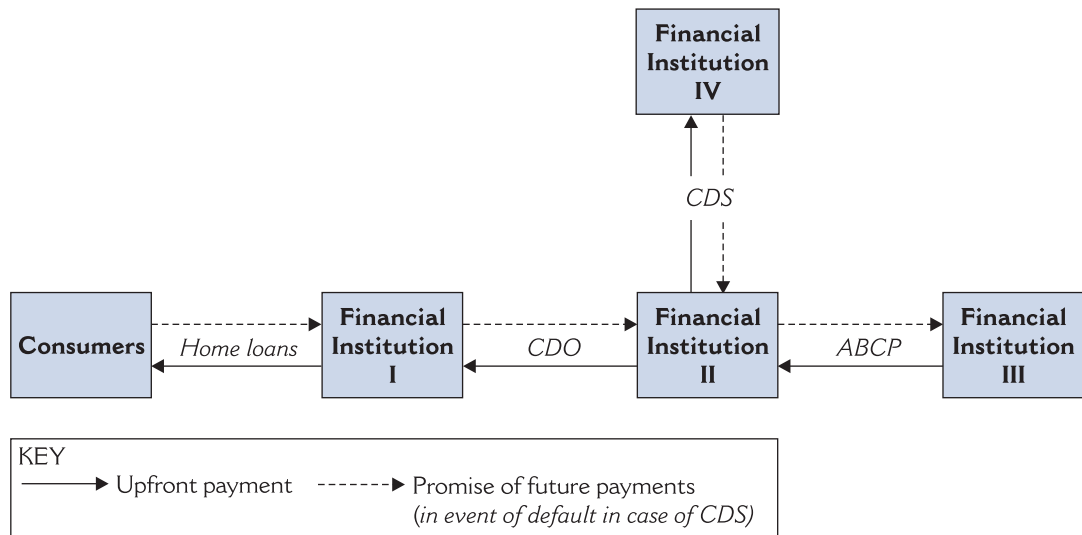 Financial
Institution
IV
CDS
Consumers
Home loans
Financial
Institution
I
CDO
Financial
Institution
II
ABCP
Financial
Institution
III
KEY
Upfront payment
Promise of future payments
(in event of default in case of CDS)